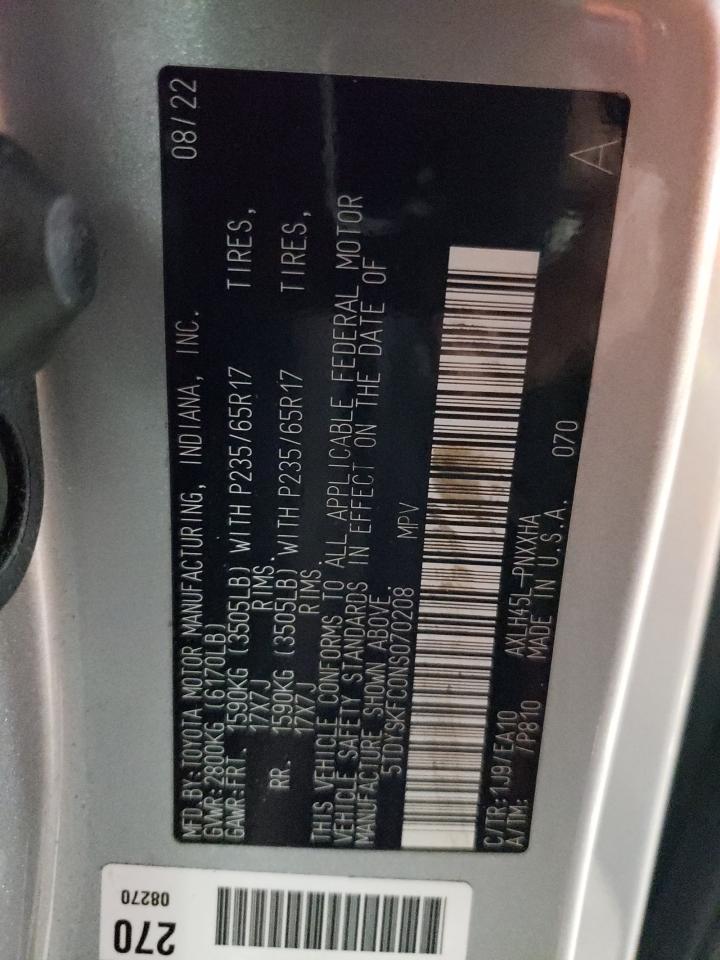 MFD BY:TOYOTA MOTOR MANUFACTURING, INDIANA, INC. 08/22
GVWR:2800KG (6170LB)
GAWR:FRT. 1590KG (3505LB) WITH P235/65R17 TIRES,
17X7J RIMS.
RR. 1590KG (3505LB) WITH P235/65R17 TIRES,
17X7J RIMS.
THIS VEHICLE CONFORMS TO ALL APPLICABLE FEDERAL MOTOR
VEHICLE SAFETY STANDARDS IN EFFECT ON THE DATE OF
MANUFACTURE SHOWN ABOVE.
5TDYSKFC0NS070208 MPV
C/TR:1J9/EA10 AXLH45L-PNXXHA
A/TM: /P810 MADE IN U.S.A. 070
A
270
08270